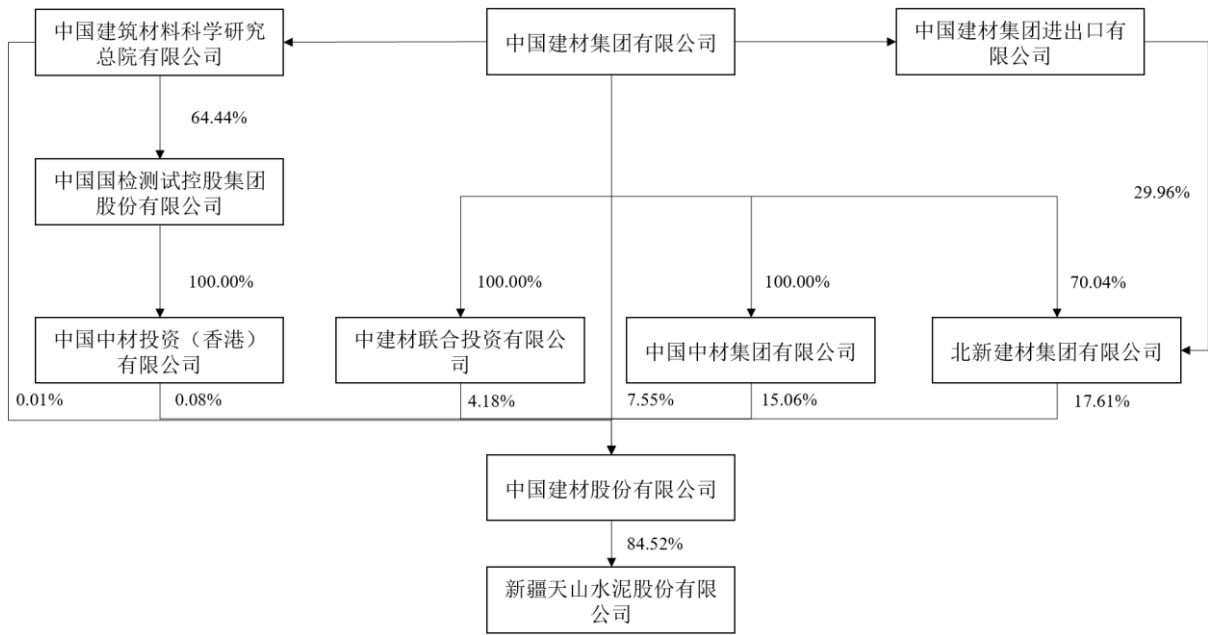 中国建筑材料科学研究
总院有限公司
中国建材集团有限公司
中国建材集团进出口有
限公司
64.44%
中国国检测试控股集团
股份有限公司
29.96%
100.00%
100.00%
100.00%
70.04%
中国中材投资（香港）
有限公司
中建材联合投资有限公
司
中国中材集团有限公司
北新建材集团有限公司
0.01%
0.08%
4.18%
7.55%
15.06%
17.61%
中国建材股份有限公司
84.52%
新疆天山水泥股份有限
公司